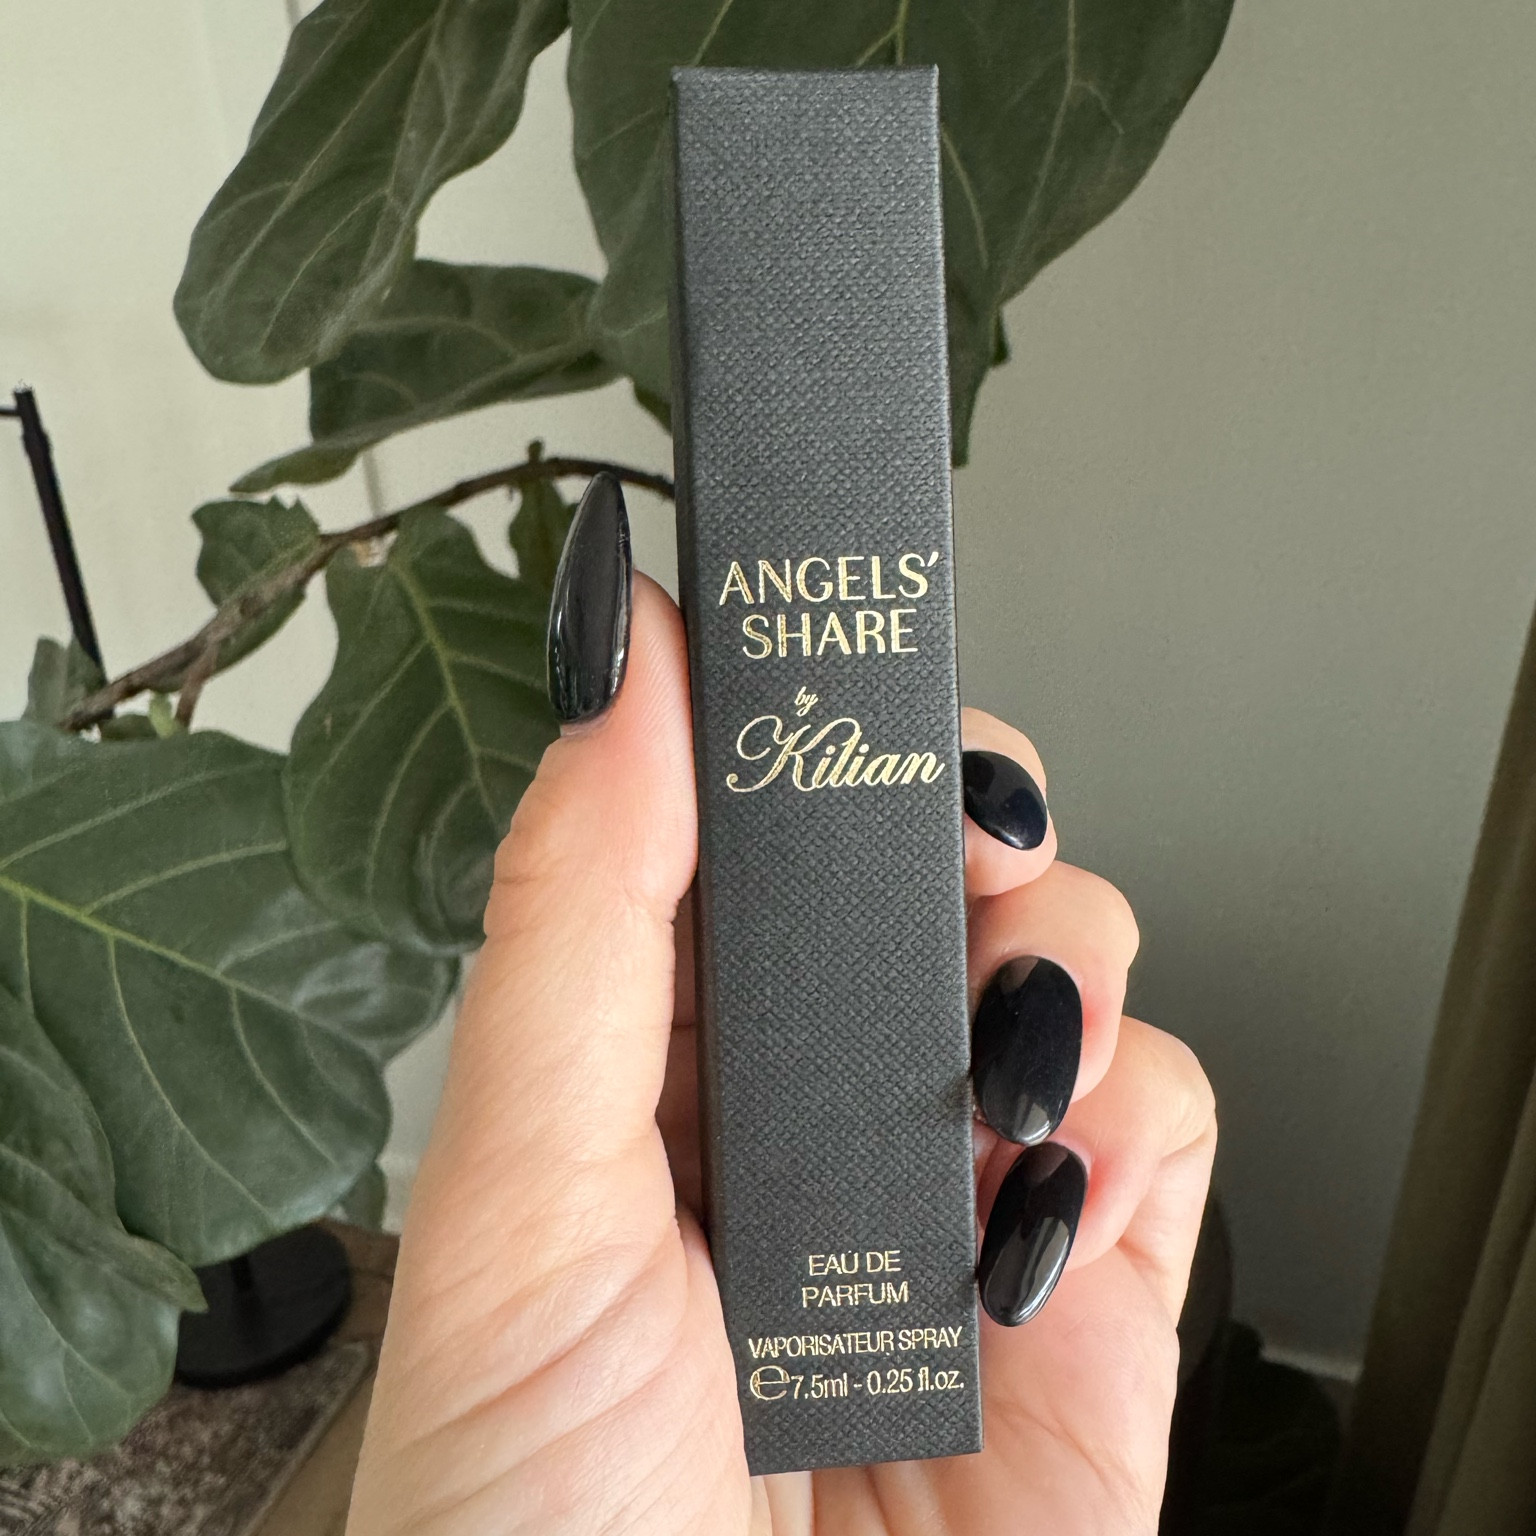 ANGELS'
SHARE
by
Kilian
EAU DE
PARFUM
VAPORISATEUR SPRAY
℮ 7.5ml - 0.25 fl.oz.